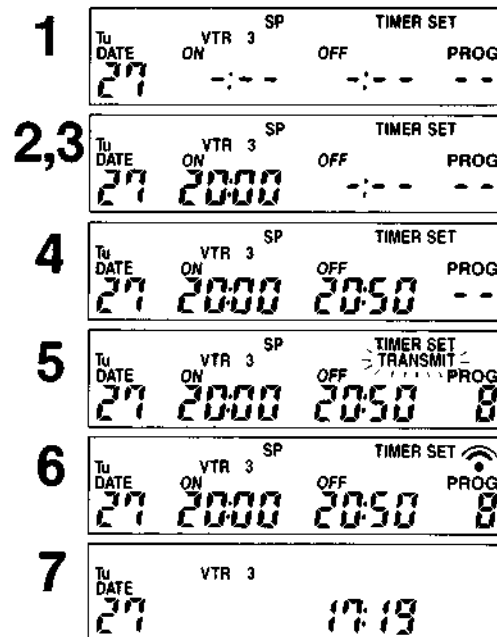 1
SP TIMER SET
Tu VTR 3
DATE ON OFF PROG
27 -:-- -:-- --
2,3
SP TIMER SET
Tu VTR 3
DATE ON OFF PROG
27 20:00 -:-- --
4
SP TIMER SET
Tu VTR 3
DATE ON OFF PROG
27 20:00 20:50 --
5
SP TIMER SET
Tu VTR 3 TRANSMIT
DATE ON OFF PROG
27 20:00 20:50 8
6
SP TIMER SET
Tu VTR 3
DATE ON OFF PROG
27 20:00 20:50 8
7
Tu VTR 3
DATE
27 17:19